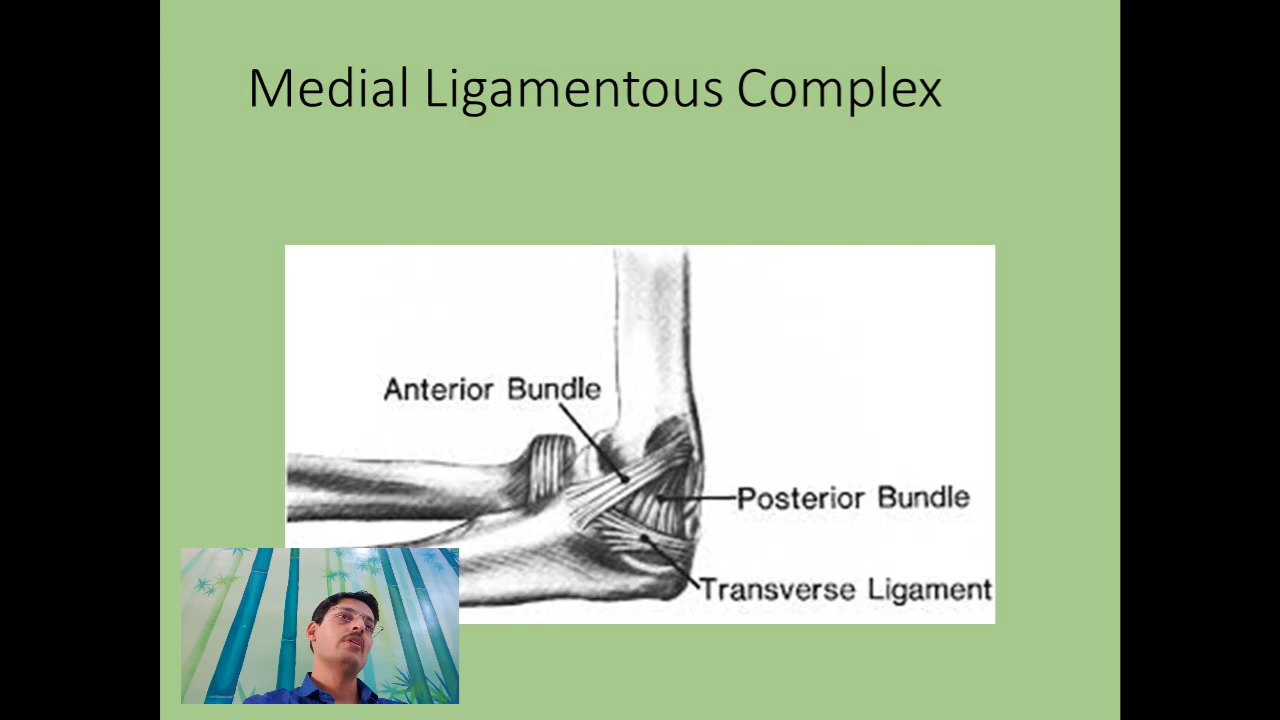 Medial Ligamentous Complex
Anterior Bundle
Posterior Bundle
Transverse Ligament